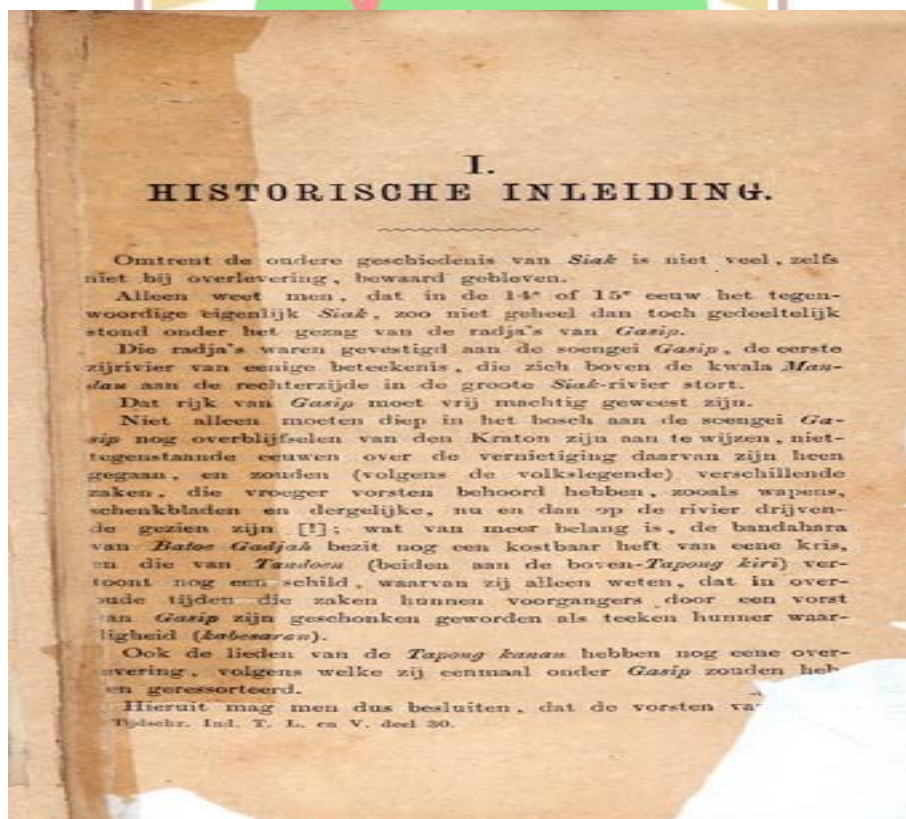 I.
HISTORISCHE INLEIDING.
Omtrent de oudere geschiedenis van Siak is niet veel, zelfs
niet bij overlevering, bewaard gebleven.
Alleen weet men, dat in de 14e of 15e eeuw het tegen-
woordige eigenlijk Siak, zoo niet geheel dan toch gedeeltelijk
stond onder het gezag van de radja's van Gasip.
Die radja's waren gevestigd aan de soengei Gasip, de eerste
zijrivier van eenige beteekenis, die zich boven de kwala Man-
dau aan de rechterzijde in de groote Siak-rivier stort.
Dat rijk van Gasip moet vrij machtig geweest zijn.
Niet alleen moeten diep in het bosch aan de soengei Ga-
sip nog overblijfselen van den Kraton zijn aan te wijzen, niet-
tegenstaande eeuwen over de vernietiging daarvan zijn heen
gegaan, en zouden (volgens de volkslegende) verschillende
zaken, die vroeger vorsten behoord hebben, zooals wapens,
schenkbladen en dergelijke, nu en dan op de rivier drijven-
de gezien zijn [!]; wat van meer belang is, de bandahara
van Batoe Gadjah bezit nog een kostbaar heft van eene kris,
en die van Tandoen (beiden aan de boven-Tapong kiri) ver-
toont nog een schild, waarvan zij alleen weten, dat in over-
oude tijden die zaken hunnen voorgangers door een vorst
van Gasip zijn geschonken geworden als teeken hunner waar-
digheid (kabesaran).
Ook de lieden van de Tapong kanan hebben nog eene over-
levering, volgens welke zij eenmaal onder Gasip zouden heb
en geressorteerd.
Hieruit mag men dus besluiten, dat de vorsten va
Tijdschr. Ind. T. L. en V. deel 30.